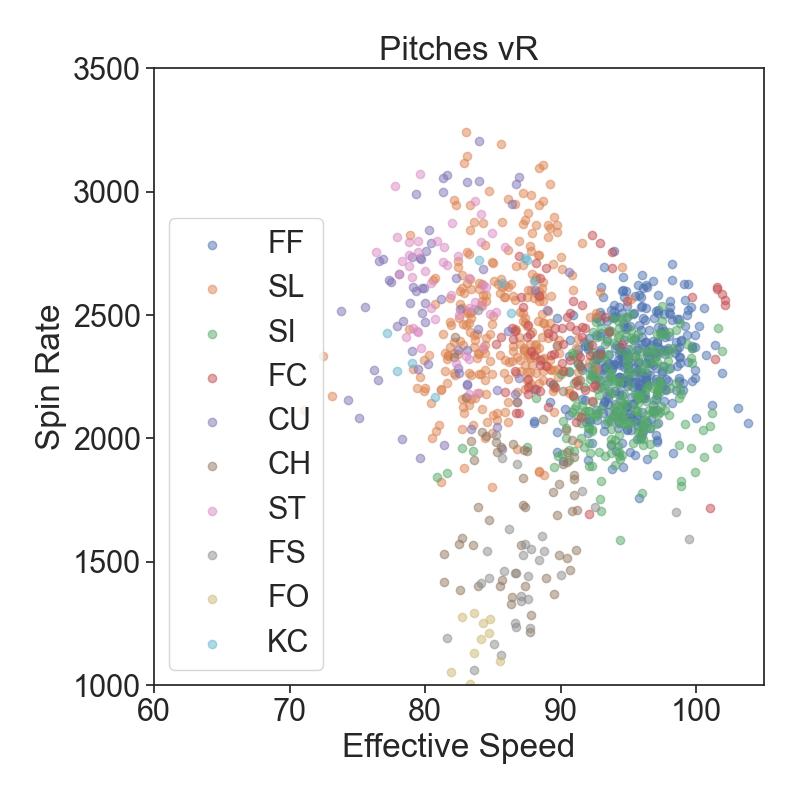 Pitches vR
Spin Rate
3500
3000
2500
2000
1500
1000
FF
SL
SI
FC
CU
CH
ST
FS
FO
KC
60 70 80 90 100
Effective Speed